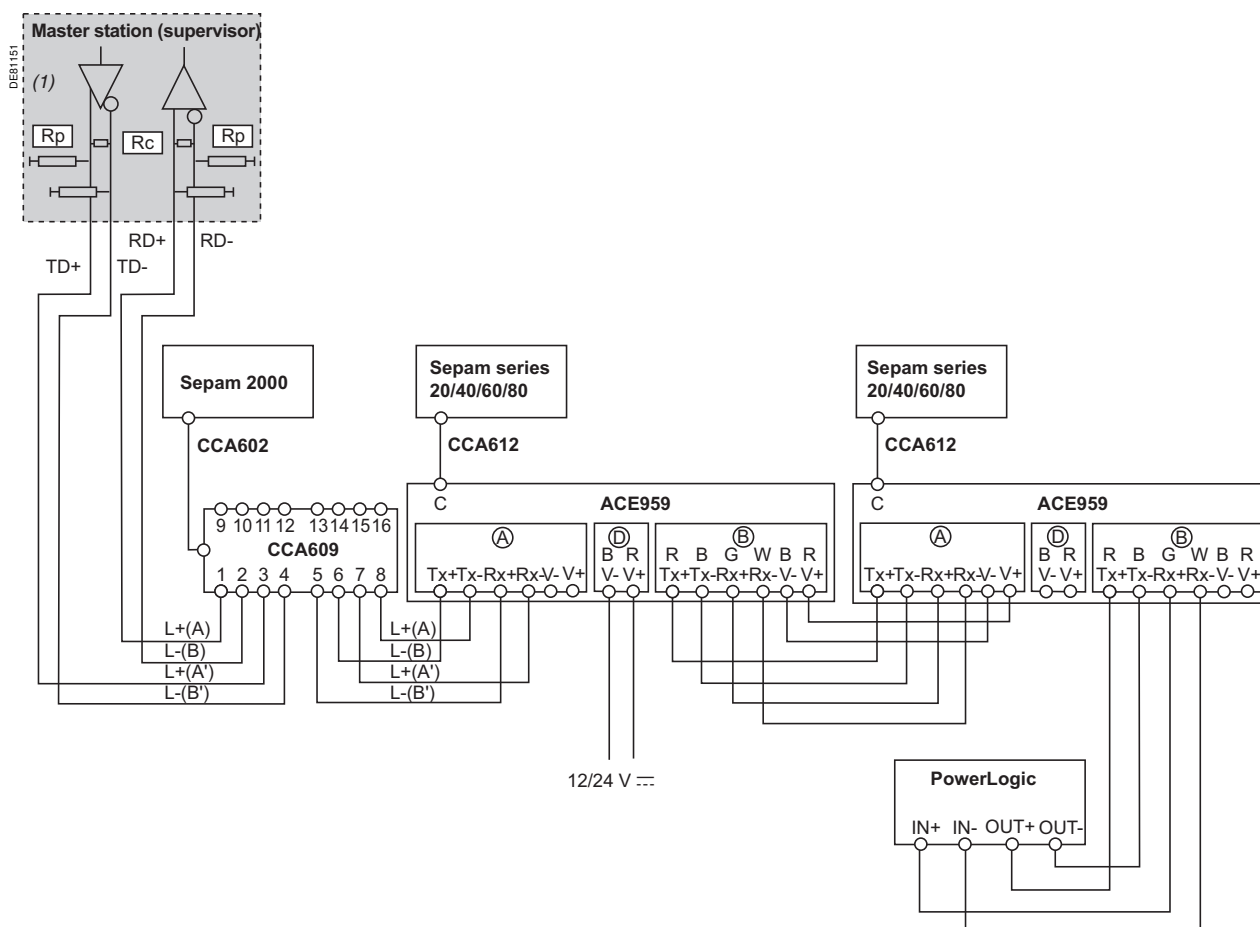 DE81151
Master station (supervisor)
(1)
Rp
Rc
Rp
RD+
RD-
TD+
TD-
Sepam 2000
CCA602
Sepam series
20/40/60/80
CCA612
Sepam series
20/40/60/80
CCA612
9 10 11 12 13 14 15 16
CCA609
1 2 3 4 5 6 7 8
C
ACE959
A
D
B
B R
R B G W B R
Tx+Tx-Rx+Rx-V- V+
V- V+
Tx+Tx-Rx+Rx-V- V+
C
ACE959
A
D
B
B R
R B G W B R
Tx+Tx-Rx+Rx-V- V+
V- V+
Tx+Tx-Rx+Rx-V- V+
L+(A)
L-(B)
L+(A')
L-(B')
L+(A)
L-(B)
L+(A')
L-(B')
12/24 V
PowerLogic
IN+ IN- OUT+ OUT-